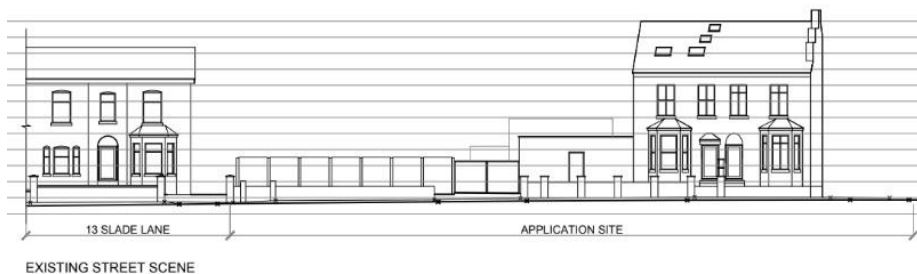 13 SLADE LANE
APPLICATION SITE
EXISTING STREET SCENE